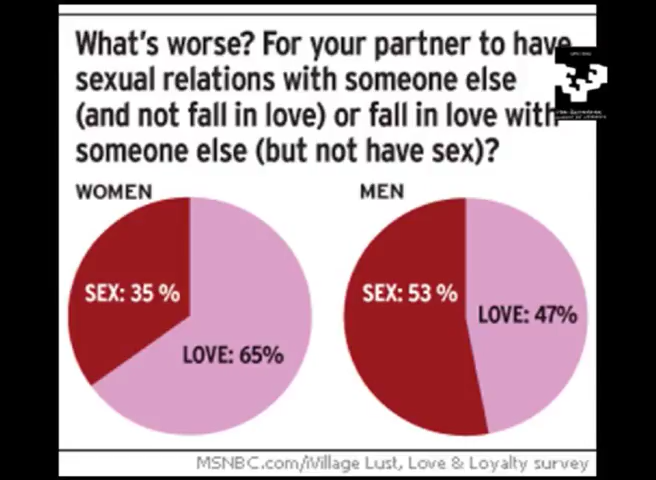 What's worse? For your partner to have
sexual relations with someone else
(and not fall in love) or fall in love with
someone else (but not have sex)?
WOMEN
MEN
SEX: 35 %
LOVE: 65%
SEX: 53 %
LOVE: 47%
MSNBC.com/iVillage Lust, Love & Loyalty survey